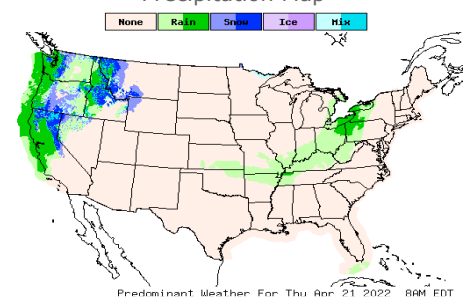 Precipitation Map
None Rain Snow Ice Mix
Predominant Weather For Thu Apr 21 2022 8AM EDT